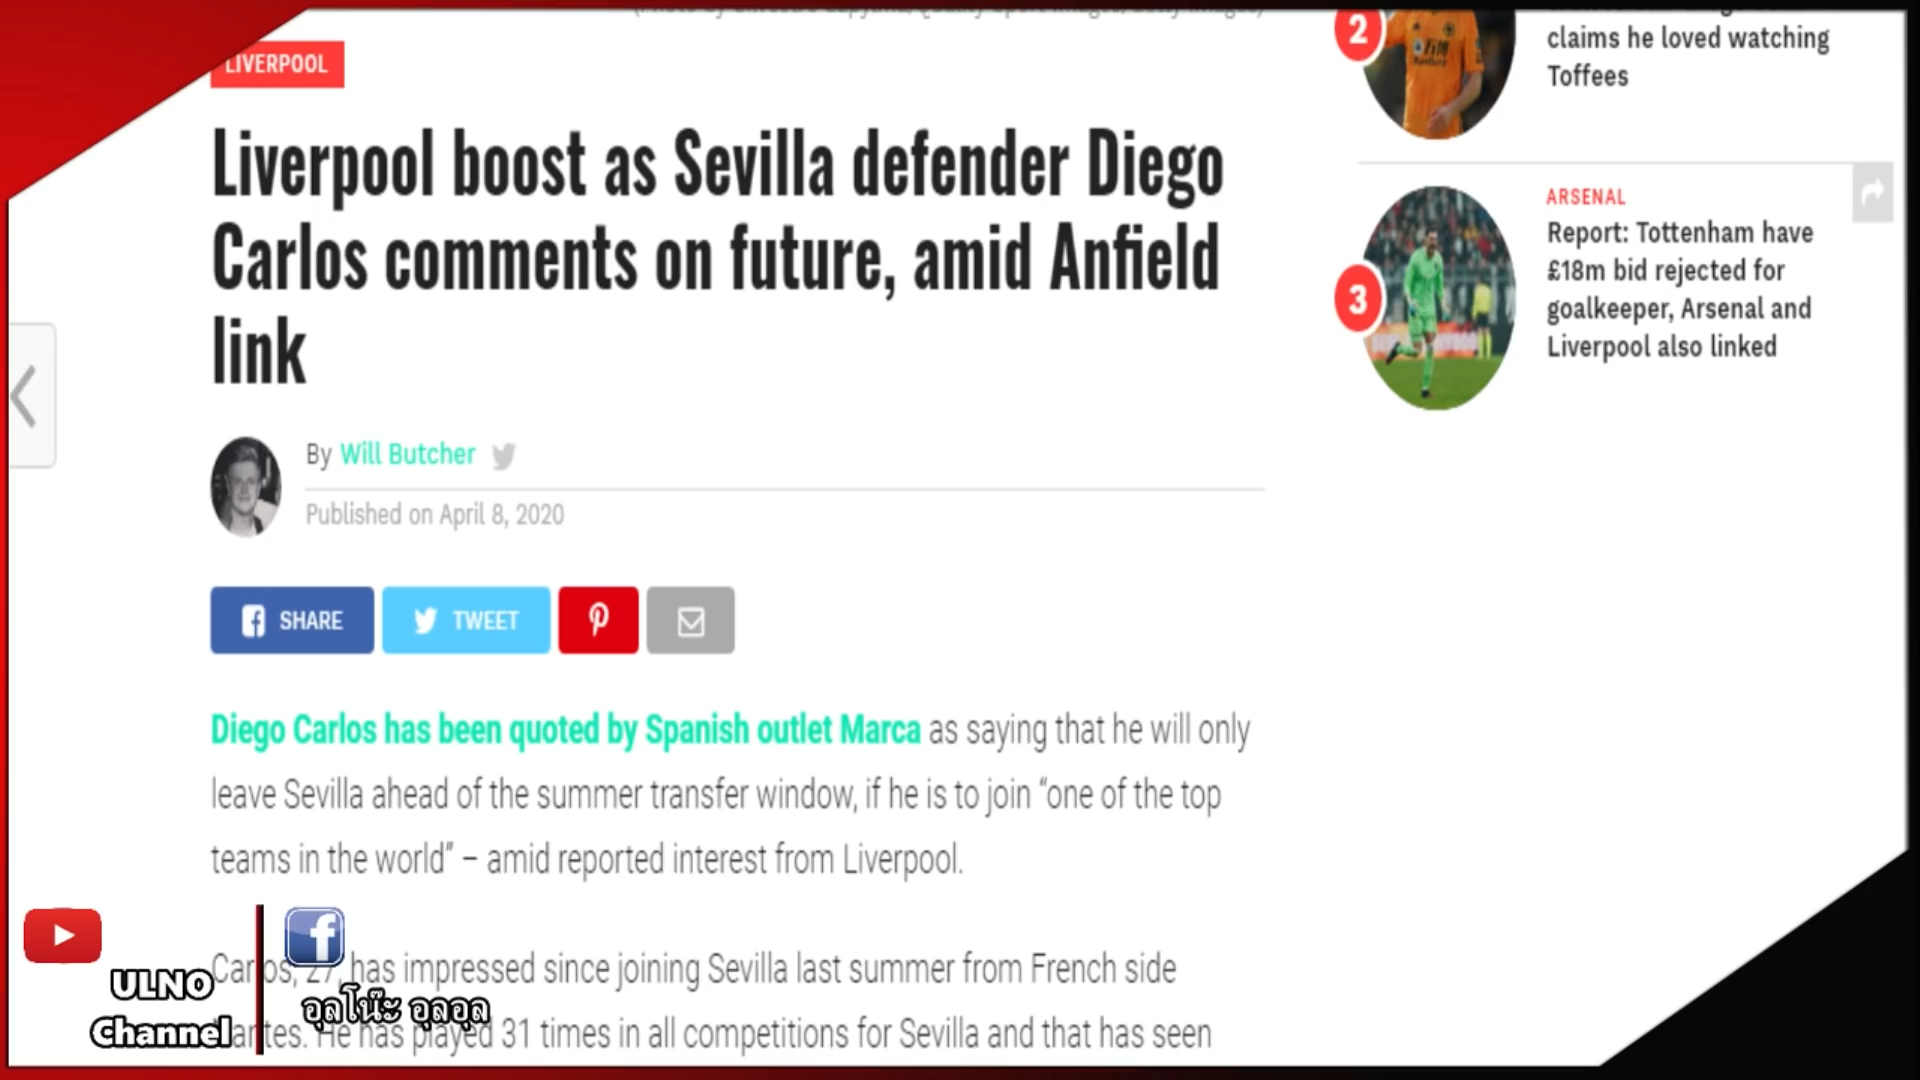 LIVERPOOL
Liverpool boost as Sevilla defender Diego
Carlos comments on future, amid Anfield
link
By Will Butcher
Published on April 8, 2020
SHARE
TWEET
Diego Carlos has been quoted by Spanish outlet Marca as saying that he will only
leave Sevilla ahead of the summer transfer window, if he is to join “one of the top
teams in the world” – amid reported interest from Liverpool.
Carlos, 27, has impressed since joining Sevilla last summer from French side
Nantes. He has played 31 times in all competitions for Sevilla and that has seen
2
claims he loved watching
Toffees
3
ARSENAL
Report: Tottenham have
£18m bid rejected for
goalkeeper, Arsenal and
Liverpool also linked
ULNO
Channel
อุลโน๊ะ อุลอุล